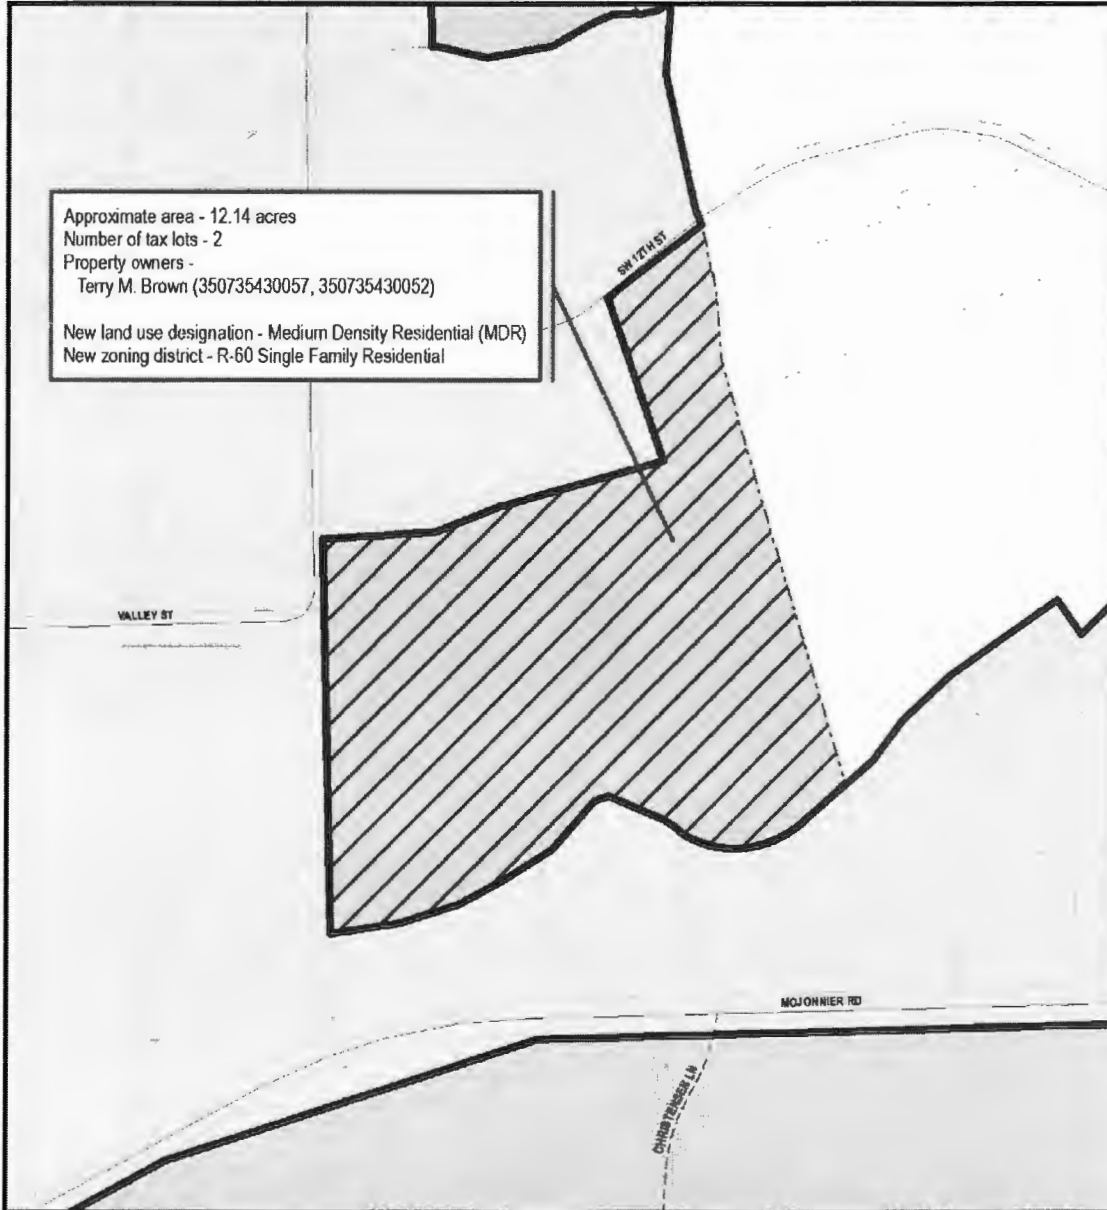 Approximate area - 12.14 acres
Number of tax lots - 2
Property owners -
Terry M. Brown (350735430057, 350735430052)
New land use designation - Medium Density Residential (MDR)
New zoning district - R-60 Single Family Residential
SW 12TH ST
VALLEY ST
MOJONNIER RD
CHRISTENSEN LN